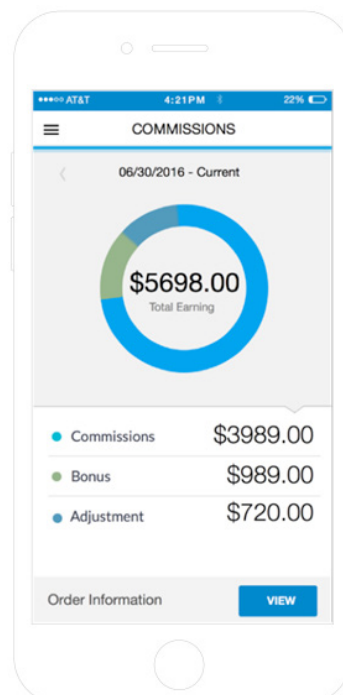 AT&T 4:21PM 22%
COMMISSIONS
06/30/2016 - Current
$5698.00
Total Earning
Commissions $3989.00
Bonus $989.00
Adjustment $720.00
Order Information VIEW